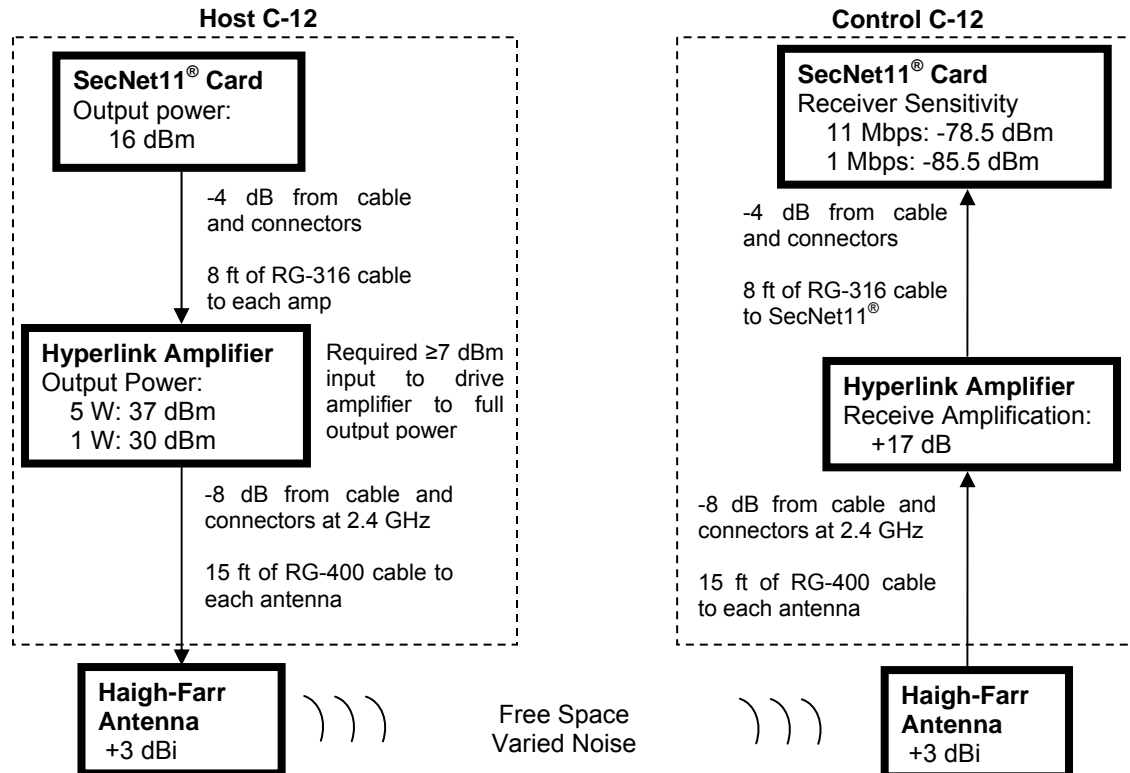 Host C-12
SecNet11® Card
Output power:
16 dBm
-4 dB from cable
and connectors
8 ft of RG-316 cable
to each amp
Hyperlink Amplifier
Output Power:
5 W: 37 dBm
1 W: 30 dBm
Required ≥7 dBm
input to drive
amplifier to full
output power
-8 dB from cable and
connectors at 2.4 GHz
15 ft of RG-400 cable to
each antenna
Haigh-Farr
Antenna
+3 dBi
Free Space
Varied Noise
Control C-12
SecNet11® Card
Receiver Sensitivity
11 Mbps: -78.5 dBm
1 Mbps: -85.5 dBm
-4 dB from cable
and connectors
8 ft of RG-316 cable
to SecNet11®
Hyperlink Amplifier
Receive Amplification:
+17 dB
-8 dB from cable and
connectors at 2.4 GHz
15 ft of RG-400 cable
to each antenna
Haigh-Farr
Antenna
+3 dBi